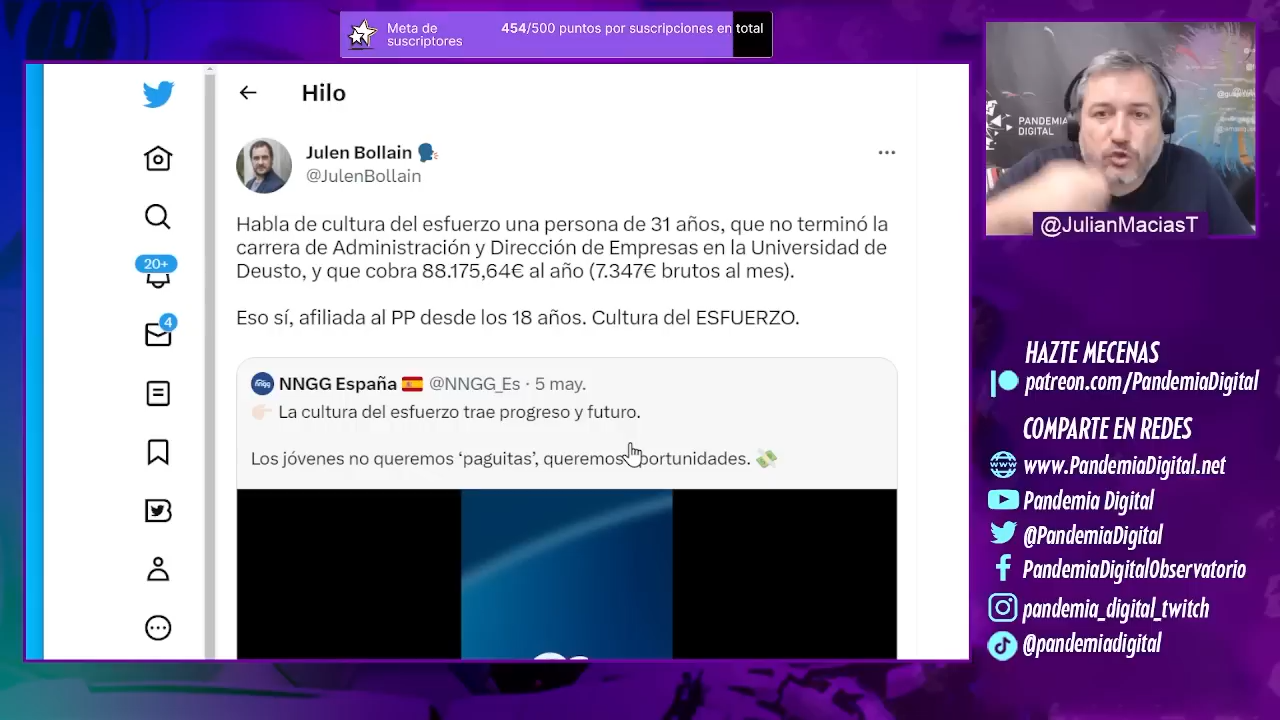 Meta de
suscriptores
454/500 puntos por suscripciones en total
Hilo
Julen Bollain
@JulenBollain
Habla de cultura del esfuerzo una persona de 31 años, que no terminó la
carrera de Administración y Dirección de Empresas en la Universidad de
Deusto, y que cobra 88.175,64€ al año (7.347€ brutos al mes).
Eso sí, afiliada al PP desde los 18 años. Cultura del ESFUERZO.
NNGG España @NNGG_Es · 5 may.
La cultura del esfuerzo trae progreso y futuro.
Los jóvenes no queremos ‘paguitas’, queremos oportunidades.
20+
4
nngg
PANDEMIA
DIGITAL
@JulianMaciasT
HAZTE MECENAS
patreon.com/PandemiaDigital
COMPARTE EN REDES
www.PandemiaDigital.net
Pandemia Digital
@PandemiaDigital
PandemiaDigitalObservatorio
pandemia_digital_twitch
@pandemiadigital